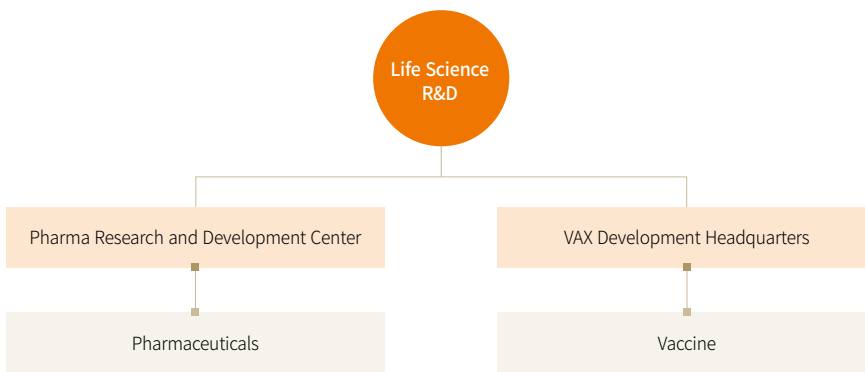 Life Science
R&D
Pharma Research and Development Center
VAX Development Headquarters
Pharmaceuticals
Vaccine